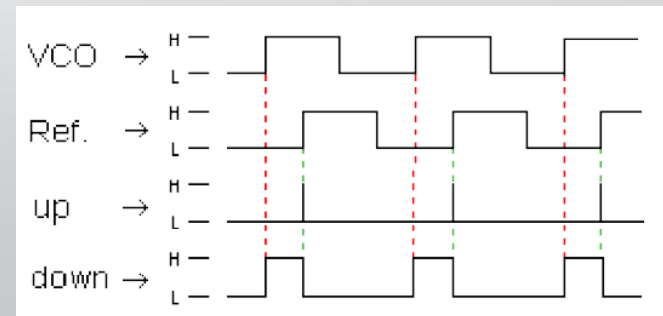 VCO → H
L
Ref. → H
L
up → H
L
down → H
L